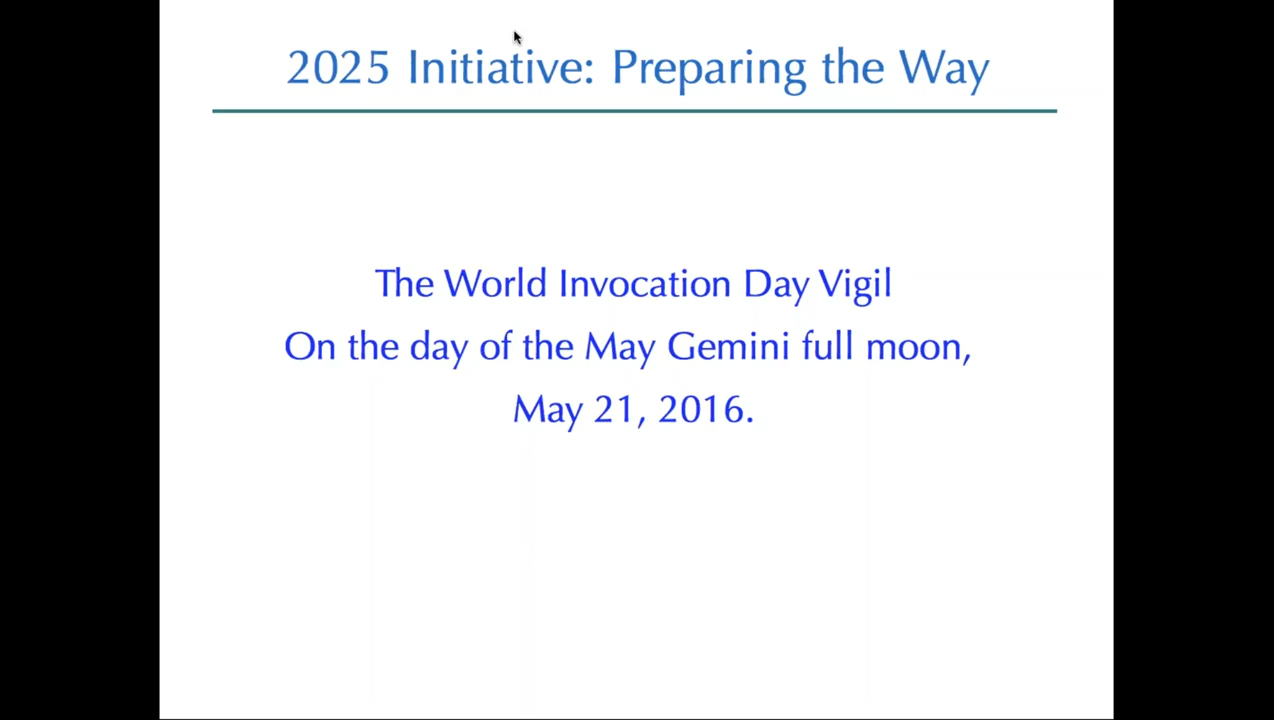 2025 Initiative: Preparing the Way
The World Invocation Day Vigil
On the day of the May Gemini full moon,
May 21, 2016.